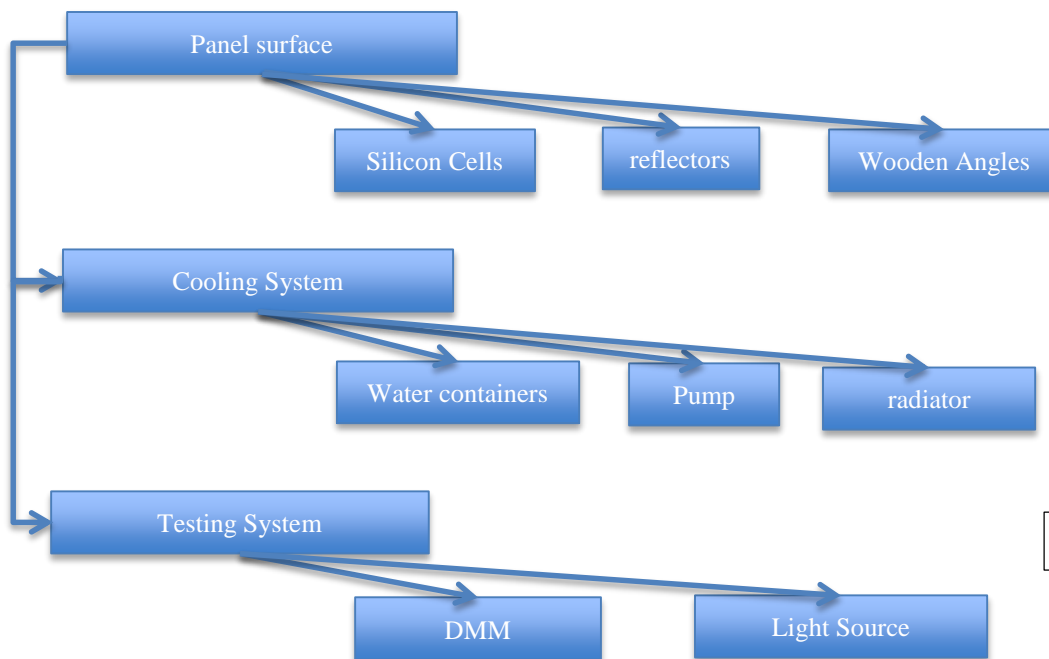 Panel surface
Silicon Cells
reflectors
Wooden Angles
Cooling System
Water containers
Pump
radiator
Testing System
DMM
Light Source